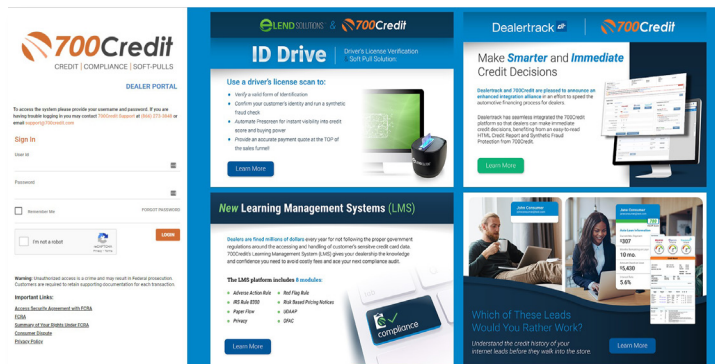 700Credit
CREDIT | COMPLIANCE | SOFT-PULLS
DEALER PORTAL
To access the system please provide your username and password. If you are
having trouble logging in you may contact 700Credit Support at (866) 273-3848 or
email support@700credit.com
Sign In
User Id
Password
Remember Me
FORGOT PASSWORD
I'm not a robot
reCAPTCHA
Privacy - Terms
LOGIN
Warning: Unauthorized access is a crime and may result in Federal prosecution.
Customers are required to retain supporting documentation for each transaction.
Important Links:
Access Security Agreement with FCRA
FCRA
Summary of Your Rights Under FCRA
Consumer Dispute
Privacy Policy
ELEND SOLUTIONS & 700Credit
ID Drive
Driver's License Verification
& Soft Pull Solution
Use a driver's license scan to:
Verify a valid form of identification
Confirm your customer's identity and run a synthetic
fraud check
Automate Prescreen for instant visibility into credit
score and buying power
Provide an accurate payment quote at the TOP of
the sales funnel!
Learn More
Dealertrack
700Credit
Make Smarter and Immediate
Credit Decisions
Dealertrack and 700Credit are pleased to announce an
enhanced integration alliance in an effort to speed the
automotive financing process for dealers.
Dealertrack has seamlessly integrated the 700Credit
platform so that dealers can make immediate
credit decisions, benefiting from an easy-to-read
HTML Credit Report and Synthetic Fraud
Protection from 700Credit.
Learn More
New Learning Management Systems (LMS)
Dealers are fined millions of dollars every year for not following the proper government
regulations around the accessing and handling of customer's sensitive credit card data.
700Credit's Learning Management System (LMS) gives your dealership the knowledge
and confidence you need to avoid costly fees and ace your next compliance audit.
The LMS platform includes 8 modules:
Adverse Action Rule
IRS Rule 8300
Paper Flow
Privacy
Red Flag Rule
Risk Based Pricing Notices
UDAAP
OFAC
compliance
Learn More
Jane Consumer
Jane Consumer
$307
10 mo.
$5,430
5.6%
Which of These Leads
Would You Rather Work?
Understand the credit history of your
internet leads before they walk into the store.
Learn More